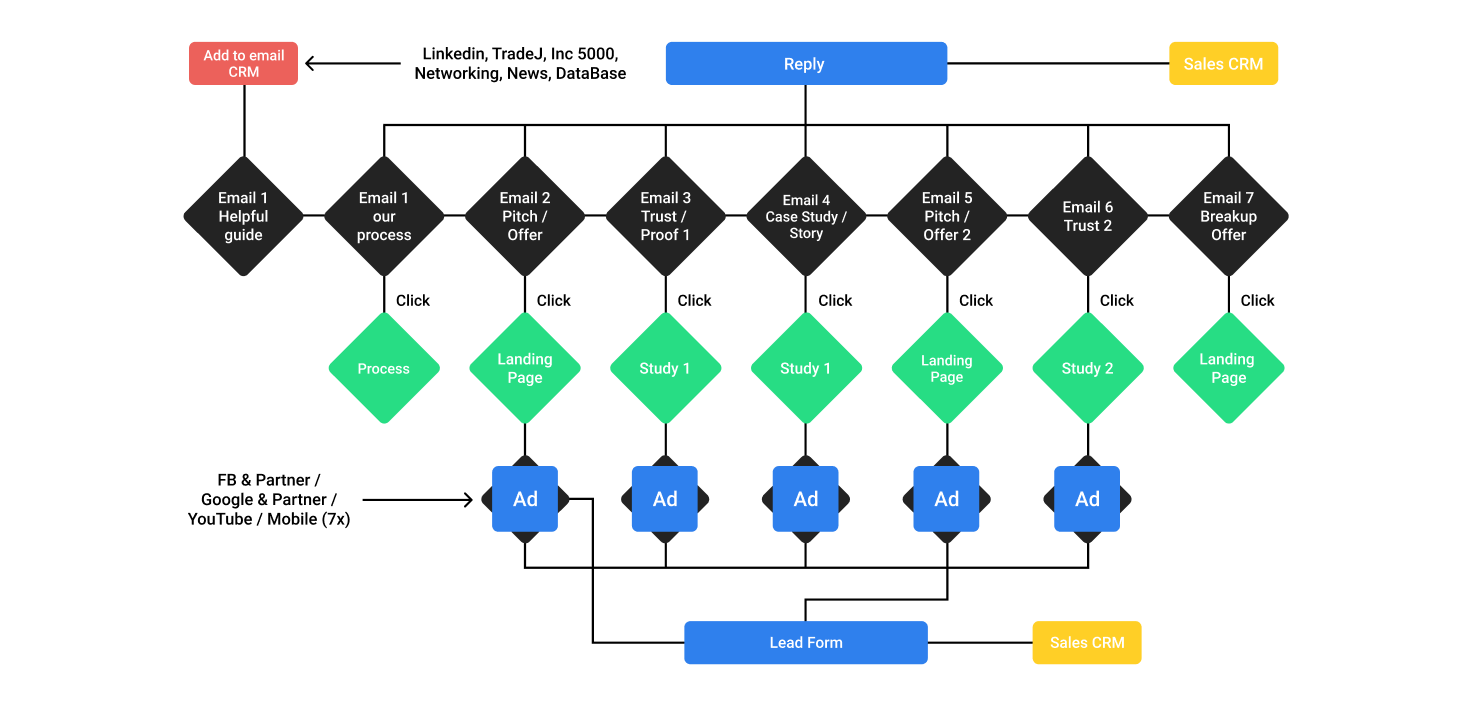 Add to email
CRM
Linkedin, TradeJ, Inc 5000,
Networking, News, DataBase
Reply
Sales CRM
Email 1
Helpful
guide
Email 1
our
process
Email 2
Pitch /
Offer
Email 3
Trust /
Proof 1
Email 4
Case Study /
Story
Email 5
Pitch /
Offer 2
Email 6
Trust 2
Email 7
Breakup
Offer
Click
Click
Click
Click
Click
Click
Click
Process
Landing
Page
Study 1
Study 1
Landing
Page
Study 2
Landing
Page
FB & Partner /
Google & Partner /
YouTube / Mobile (7x)
Ad
Ad
Ad
Ad
Ad
Lead Form
Sales CRM